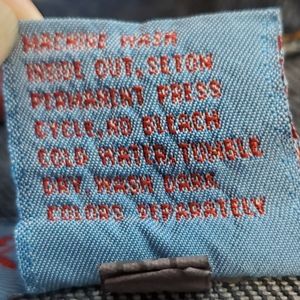 MACHINE WASH
INSIDE OUT, SET ON
PERMANENT PRESS
CYCLE, NO BLEACH
COLD WATER, TUMBLE
DRY. WASH DARK
COLORS SEPARATELY